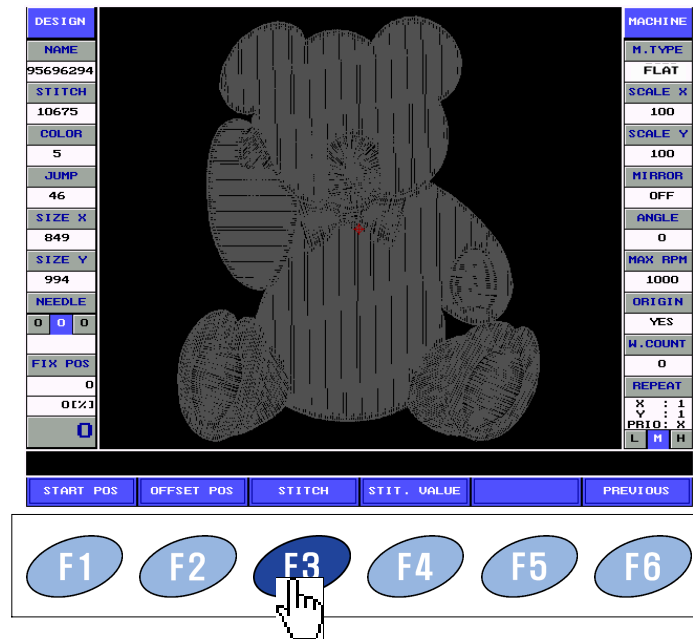 DESIGN
NAME
95696294
STITCH
10675
COLOR
5
JUMP
46
SIZE X
849
SIZE Y
994
NEEDLE
0 0 0
FIX POS
0
0[%]
0
MACHINE
M.TYPE
FLAT
SCALE X
100
SCALE Y
100
MIRROR
OFF
ANGLE
0
MAX RPM
1000
ORIGIN
YES
W.COUNT
0
REPEAT
X : 1
Y : 1
PRIO: X
L M H
START POS OFFSET POS STITCH STIT. VALUE PREVIOUS
F1 F2 F3 F4 F5 F6